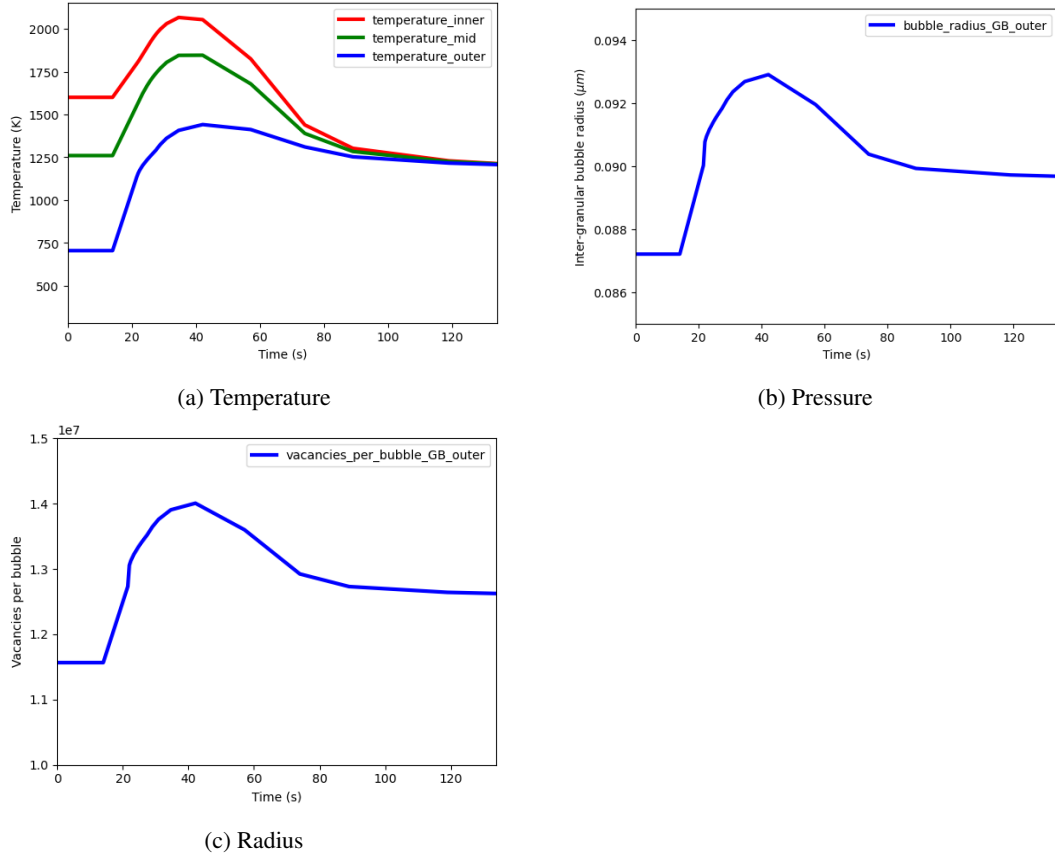 2000
1750
1500
1250
1000
750
500
Temperature (K)
temperature_inner
temperature_mid
temperature_outer
0 20 40 60 80 100 120
Time (s)
(a) Temperature
0.094
0.092
0.090
0.088
0.086
Inter-granular bubble radius (μm)
bubble_radius_GB_outer
0 20 40 60 80 100 120
Time (s)
(b) Pressure
1e7
1.5
1.4
1.3
1.2
1.1
1.0
Vacancies per bubble
vacancies_per_bubble_GB_outer
0 20 40 60 80 100 120
Time (s)
(c) Radius